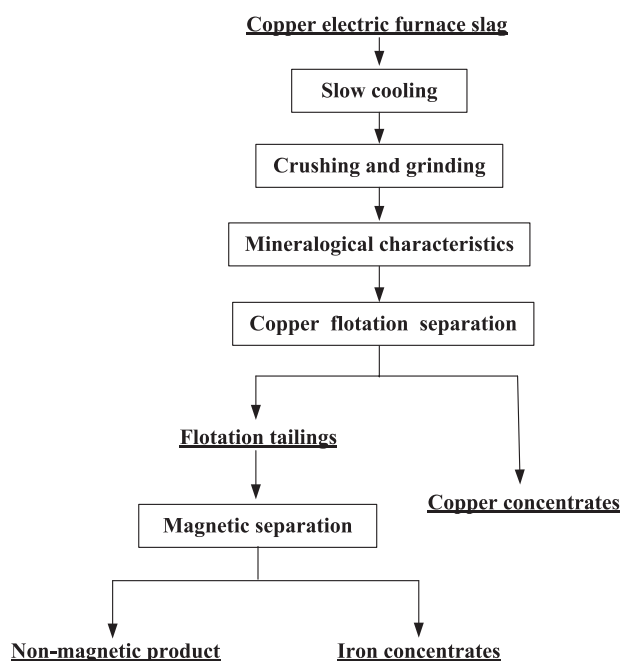 Copper electric furnace slag
Slow cooling
Crushing and grinding
Mineralogical characteristics
Copper flotation separation
Flotation tailings
Copper concentrates
Magnetic separation
Non-magnetic product
Iron concentrates